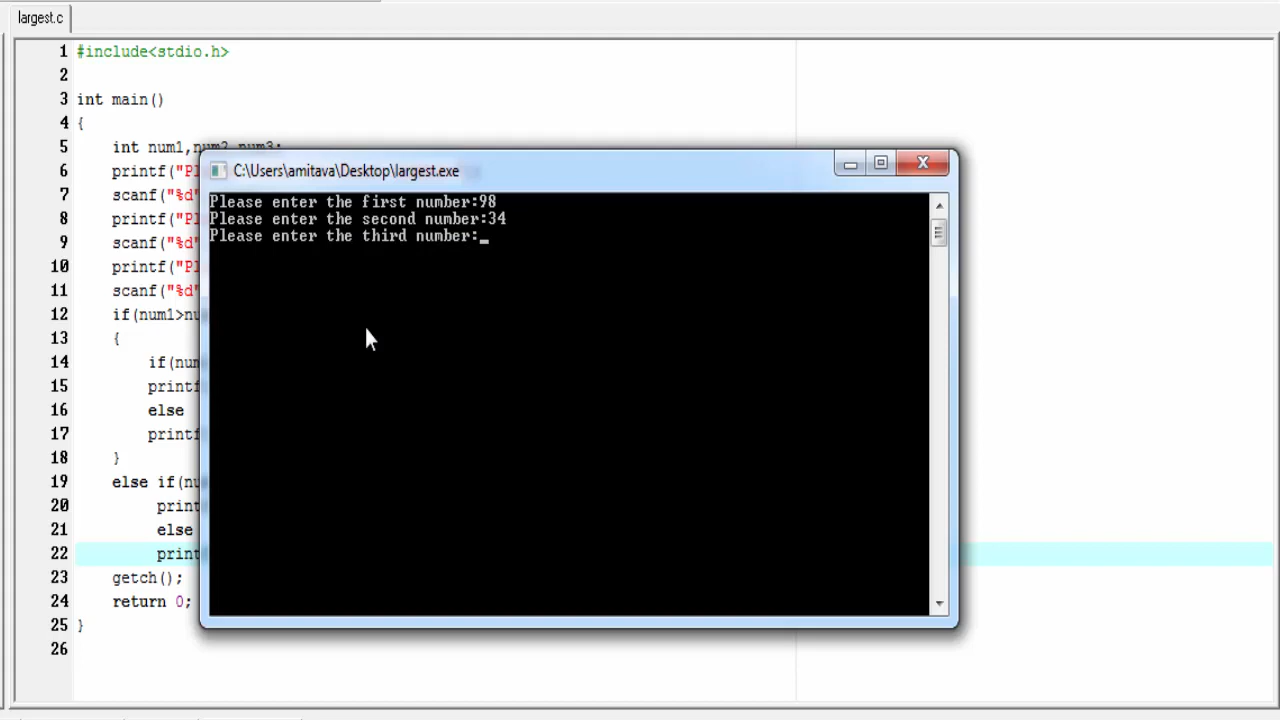 largest.c
1 #include<stdio.h>
2
3 int main()
4 {
5 int num1,num2,num3;
6 printf("Pl
7 scanf("%d"
8 printf("Pl
9 scanf("%d"
10 printf("Pl
11 scanf("%d"
12 if(num1>nu
13 {
14 if(num
15 printf
16 else
17 printf
18 }
19 else if(nu
20 print
21 else
22 print
23 getch();
24 return 0;
25 }
26
C:\Users\amitava\Desktop\largest.exe
Please enter the first number:98
Please enter the second number:34
Please enter the third number:_